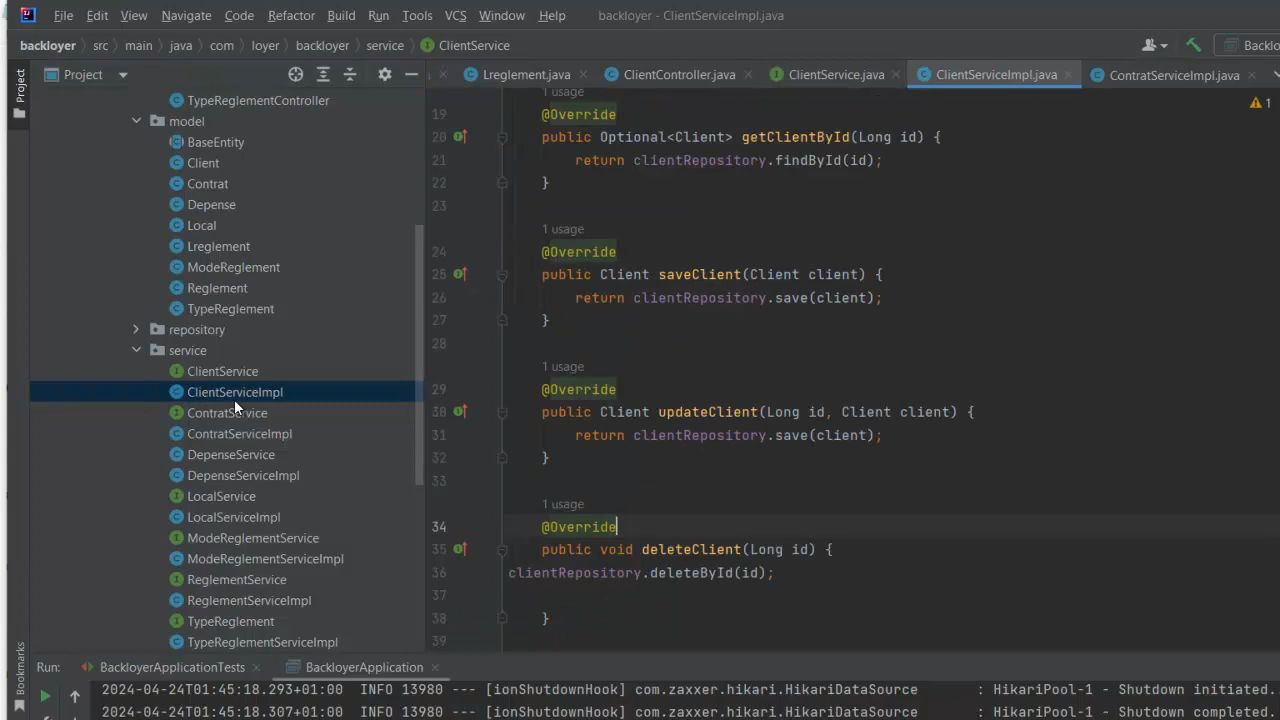 File Edit View Navigate Code Refactor Build Run Tools VCS Window Help backloyer - ClientServiceImpl.java
backloyer src main java com loyer backloyer service ClientService
Project
Project
Lreglement.java ClientController.java ClientService.java ClientServiceImpl.java ContratServiceImpl.java
TypeReglementController
model
BaseEntity
Client
Contrat
Depense
Local
Lreglement
ModeReglement
Reglement
TypeReglement
repository
service
ClientService
ClientServiceImpl
ContratService
ContratServiceImpl
DepenseService
DepenseServiceImpl
LocalService
LocalServiceImpl
ModeReglementService
ModeReglementServiceImpl
ReglementService
ReglementServiceImpl
TypeReglement
TypeReglementServiceImpl
1 usage
1
19 @Override
20 public Optional<Client> getClientById(Long id) {
21 return clientRepository.findById(id);
22 }
23
1 usage
24 @Override
25 public Client saveClient(Client client) {
26 return clientRepository.save(client);
27 }
28
1 usage
29 @Override
30 public Client updateClient(Long id, Client client) {
31 return clientRepository.save(client);
32 }
33
1 usage
34 @Override
35 public void deleteClient(Long id) {
36 clientRepository.deleteById(id);
37
38 }
39
Bookmarks
Run: BackloyerApplicationTests BackloyerApplication
2024-04-24T01:45:18.293+01:00 INFO 13980 --- [ionShutdownHook] com.zaxxer.hikari.HikariDataSource : HikariPool-1 - Shutdown initiated.
2024-04-24T01:45:18.307+01:00 INFO 13980 --- [ionShutdownHook] com.zaxxer.hikari.HikariDataSource : HikariPool-1 - Shutdown completed.